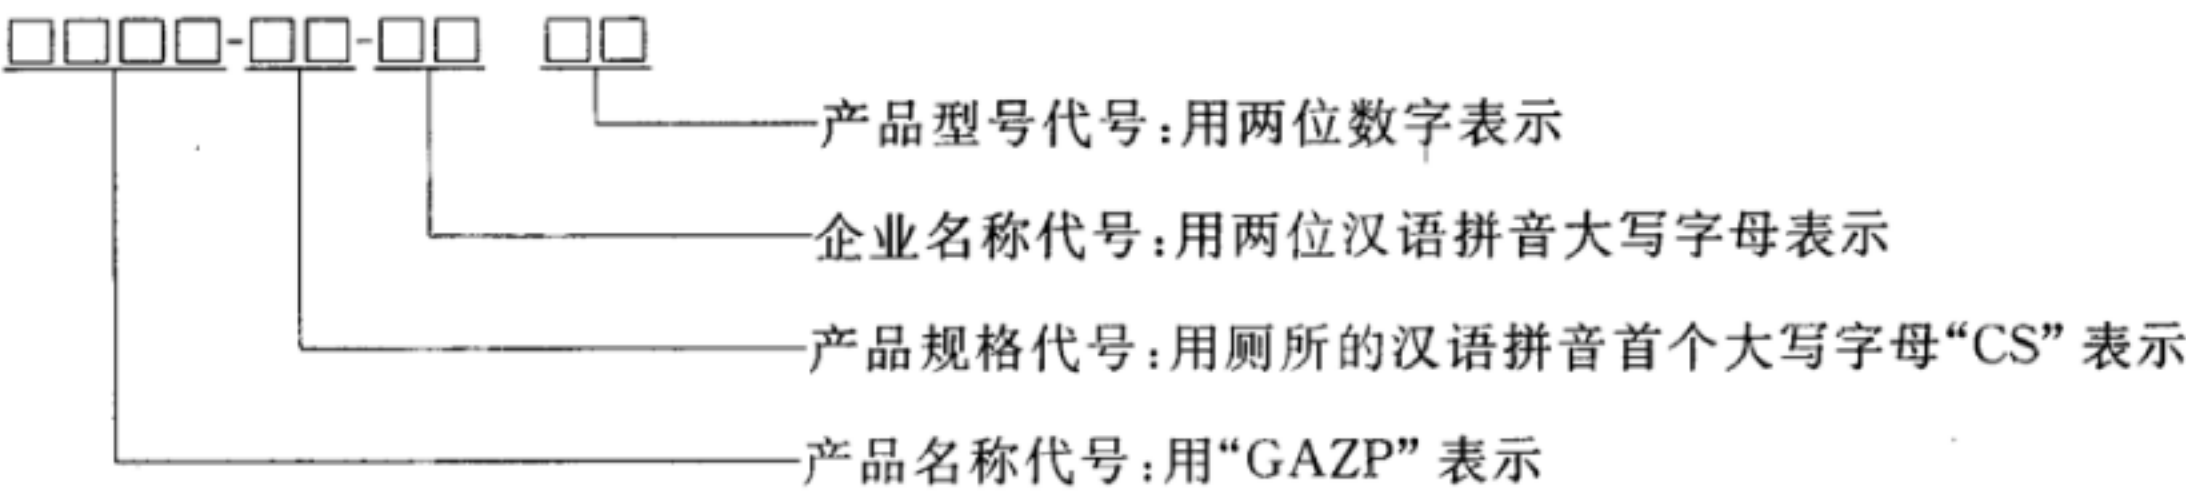 □□□□-□□-□□ □□
产品型号代号:用两位数字表示
企业名称代号:用两位汉语拼音大写字母表示
产品规格代号:用厕所的汉语拼音首个大写字母“CS”表示
产品名称代号:用“GAZP”表示